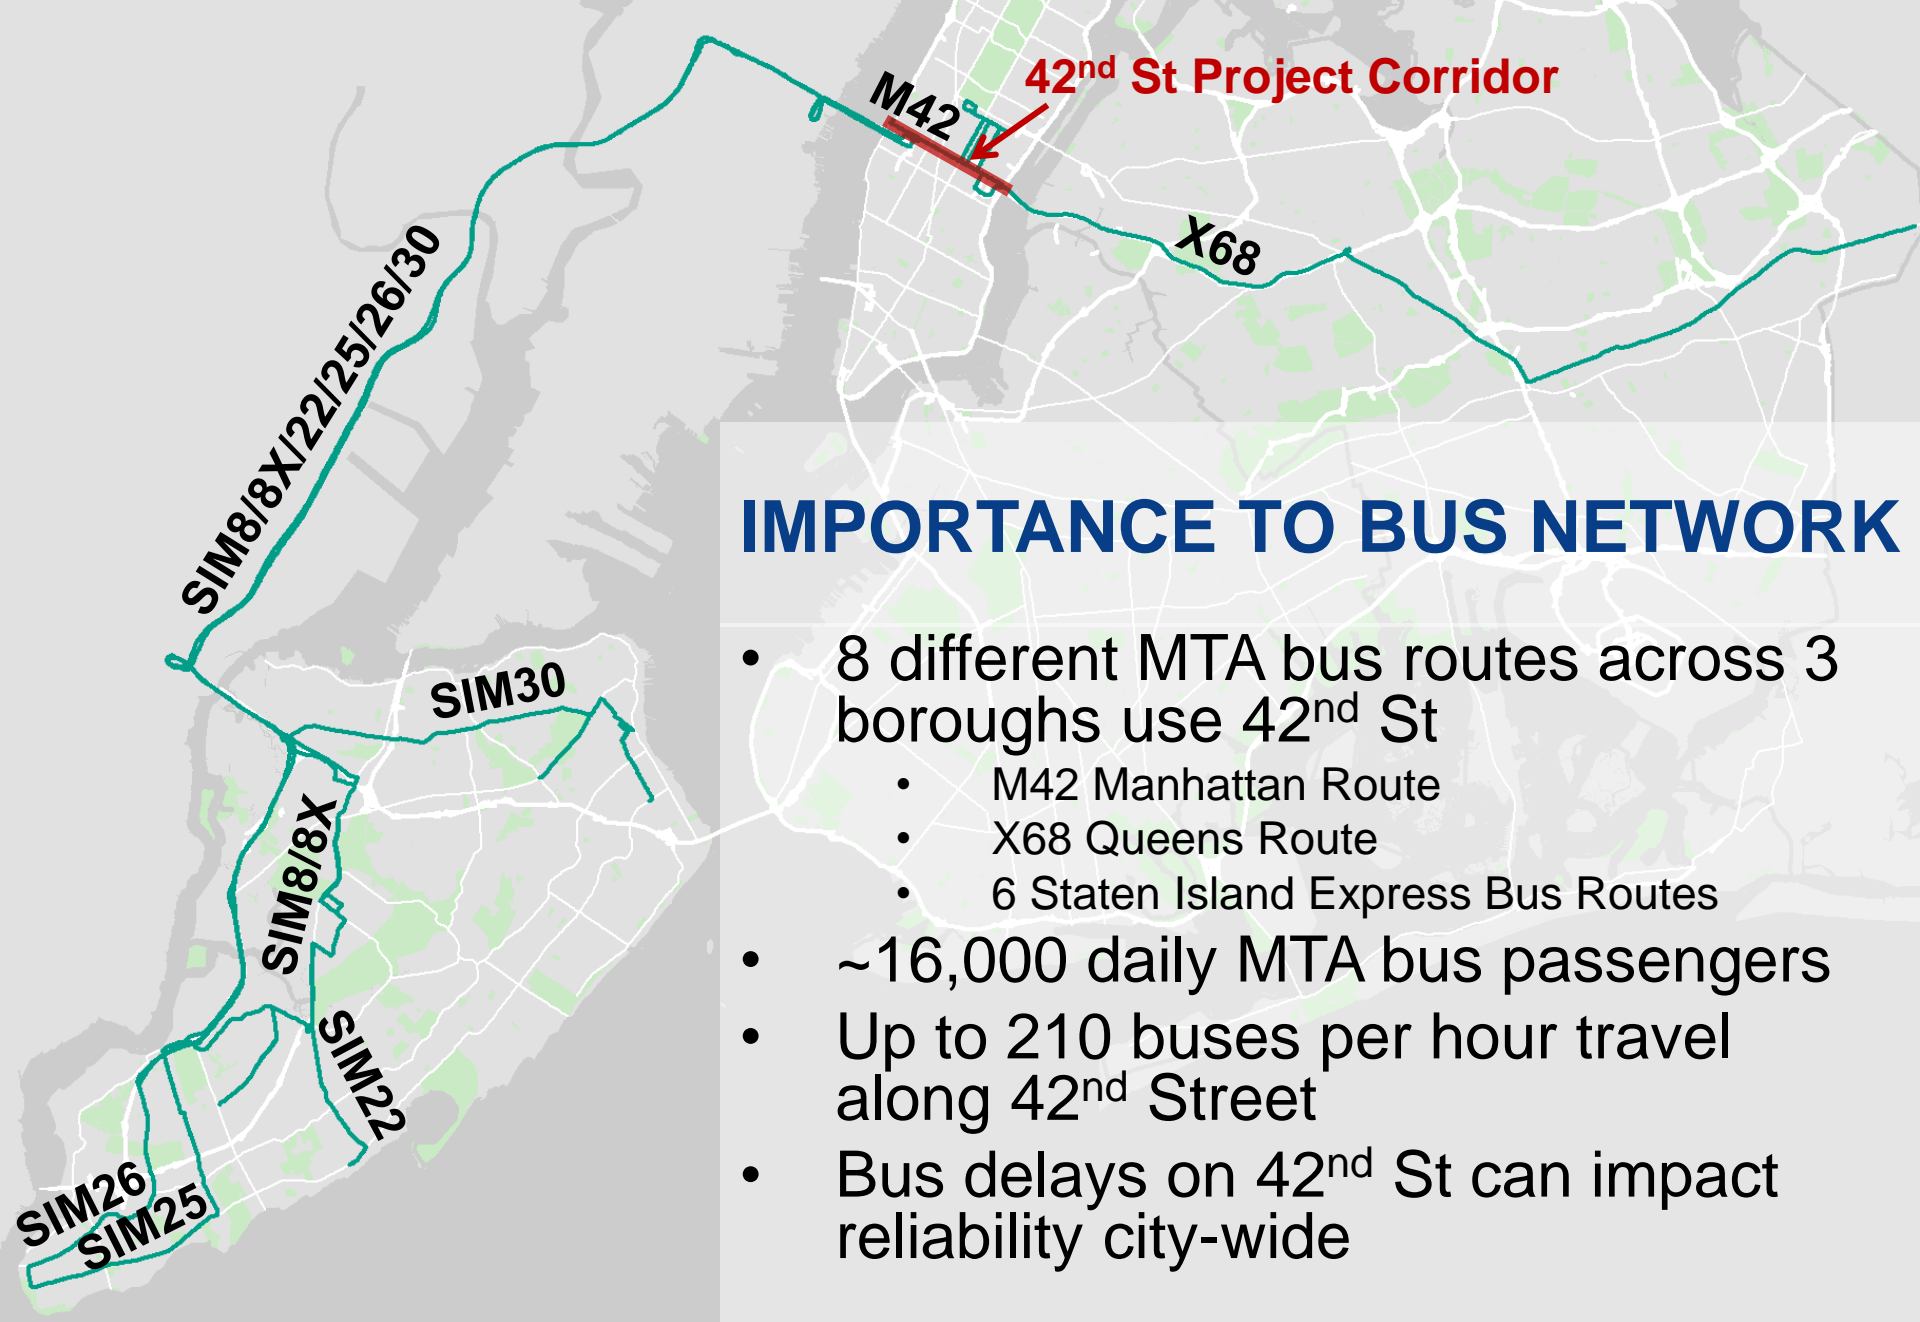 42nd St Project Corridor
M42
X68
SIM8/8X/22/25/26/30
IMPORTANCE TO BUS NETWORK
• 8 different MTA bus routes across 3
boroughs use 42nd St
• M42 Manhattan Route
• X68 Queens Route
• 6 Staten Island Express Bus Routes
• ~16,000 daily MTA bus passengers
• Up to 210 buses per hour travel
along 42nd Street
• Bus delays on 42nd St can impact
reliability city-wide
SIM30
SIM8/8X
SIM22
SIM26
SIM25